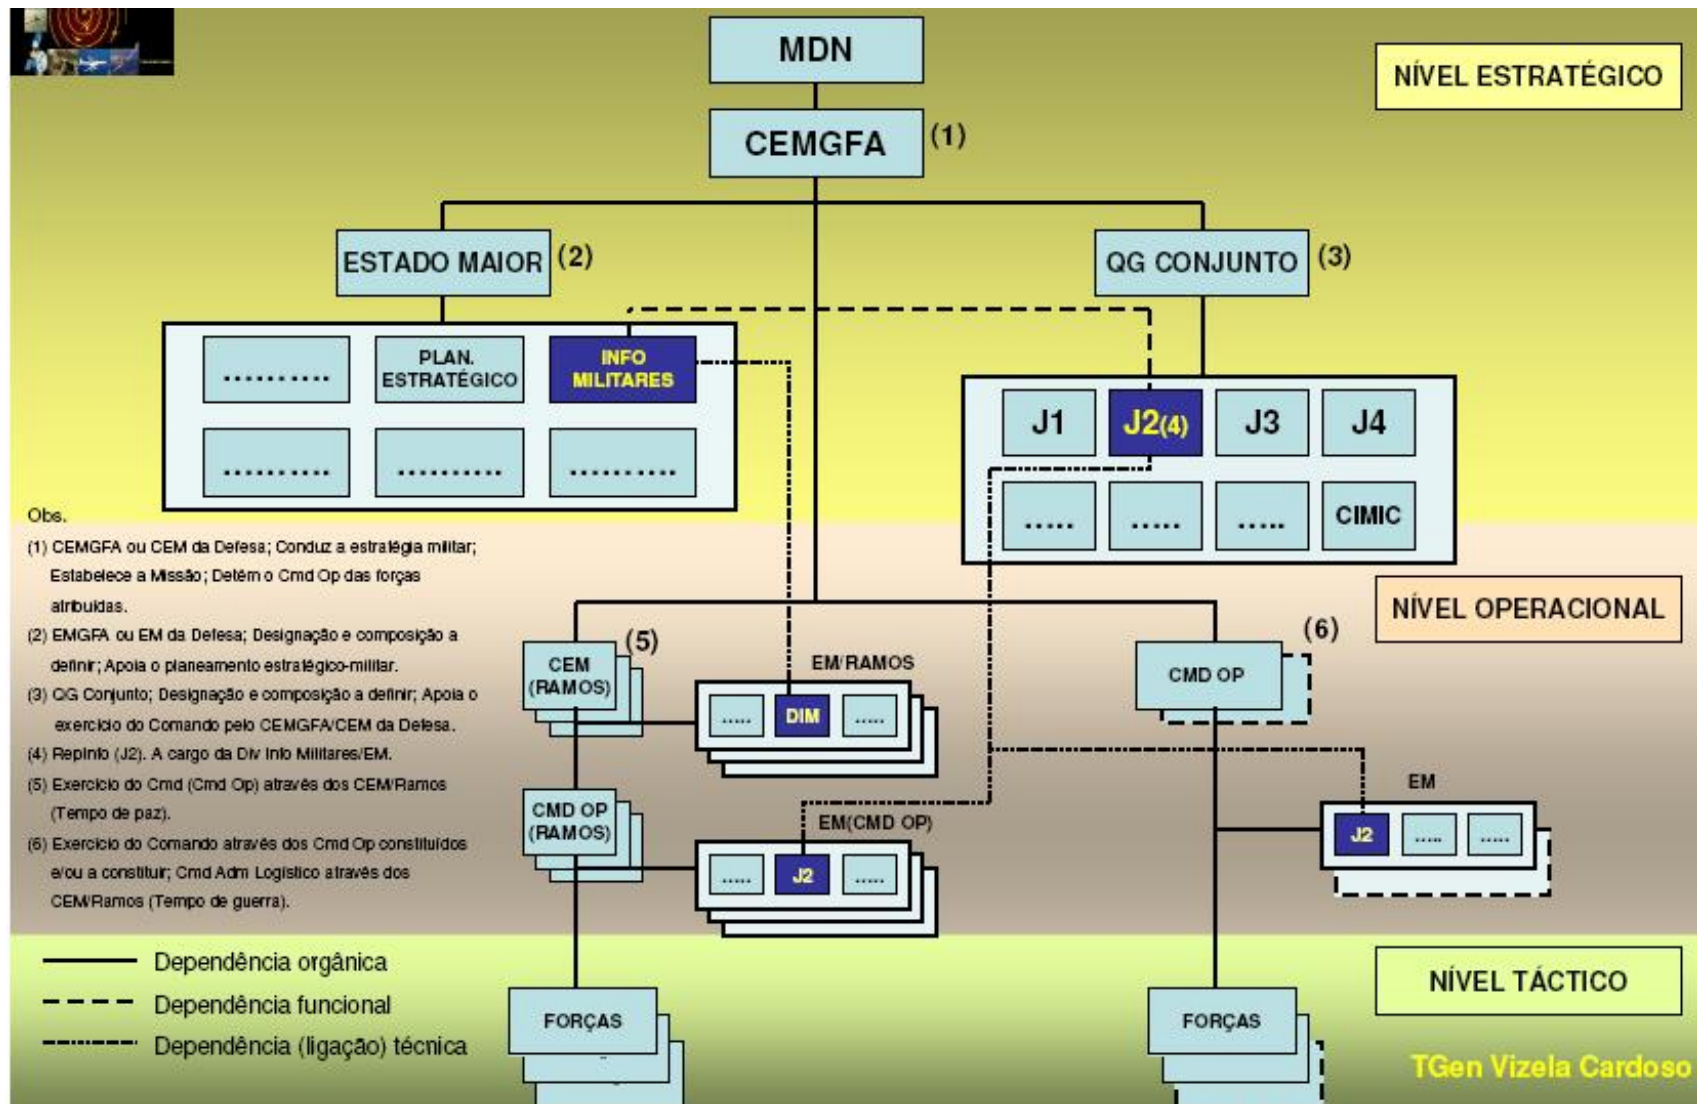 MDN
NÍVEL ESTRATÉGICO
CEMGFA
(1)
ESTADO MAIOR
(2)
QG CONJUNTO
(3)
..........
PLAN.
ESTRATÉGICO
INFO
MILITARES
..........
..........
..........
J1
J2(4)
J3
J4
.....
.....
.....
CIMIC
Obs.
(1) CEMGFA ou CEM da Defesa; Conduz a estratégia militar;
Estabelece a Missão; Detém o Cmd Op das forças
atribuídas.
(2) EMGFA ou EM da Defesa; Designação e composição a
definir; Apoia o planeamento estratégico-militar.
(3) QG Conjunto; Designação e composição a definir; Apoia o
exercício do Comando pelo CEMGFA/CEM da Defesa.
(4) RepInfo (J2). A cargo da Div Info Militares/EM.
(5) Exercício do Cmd (Cmd Op) através dos CEM/Ramos
(Tempo de paz).
(6) Exercício do Comando através dos Cmd Op constituídos
e/ou a constituir; Cmd Adm Logístico através dos
CEM/Ramos (Tempo de guerra).
NÍVEL OPERACIONAL
CEM
(RAMOS)
(5)
EM/RAMOS
.....
DIM
.....
CMD OP
(6)
CMD OP
(RAMOS)
EM(CMD OP)
.....
J2
.....
EM
J2
.....
.....
Dependência orgânica
Dependência funcional
Dependência (ligação) técnica
NÍVEL TÁCTICO
FORÇAS
FORÇAS
TGen Vizela Cardoso